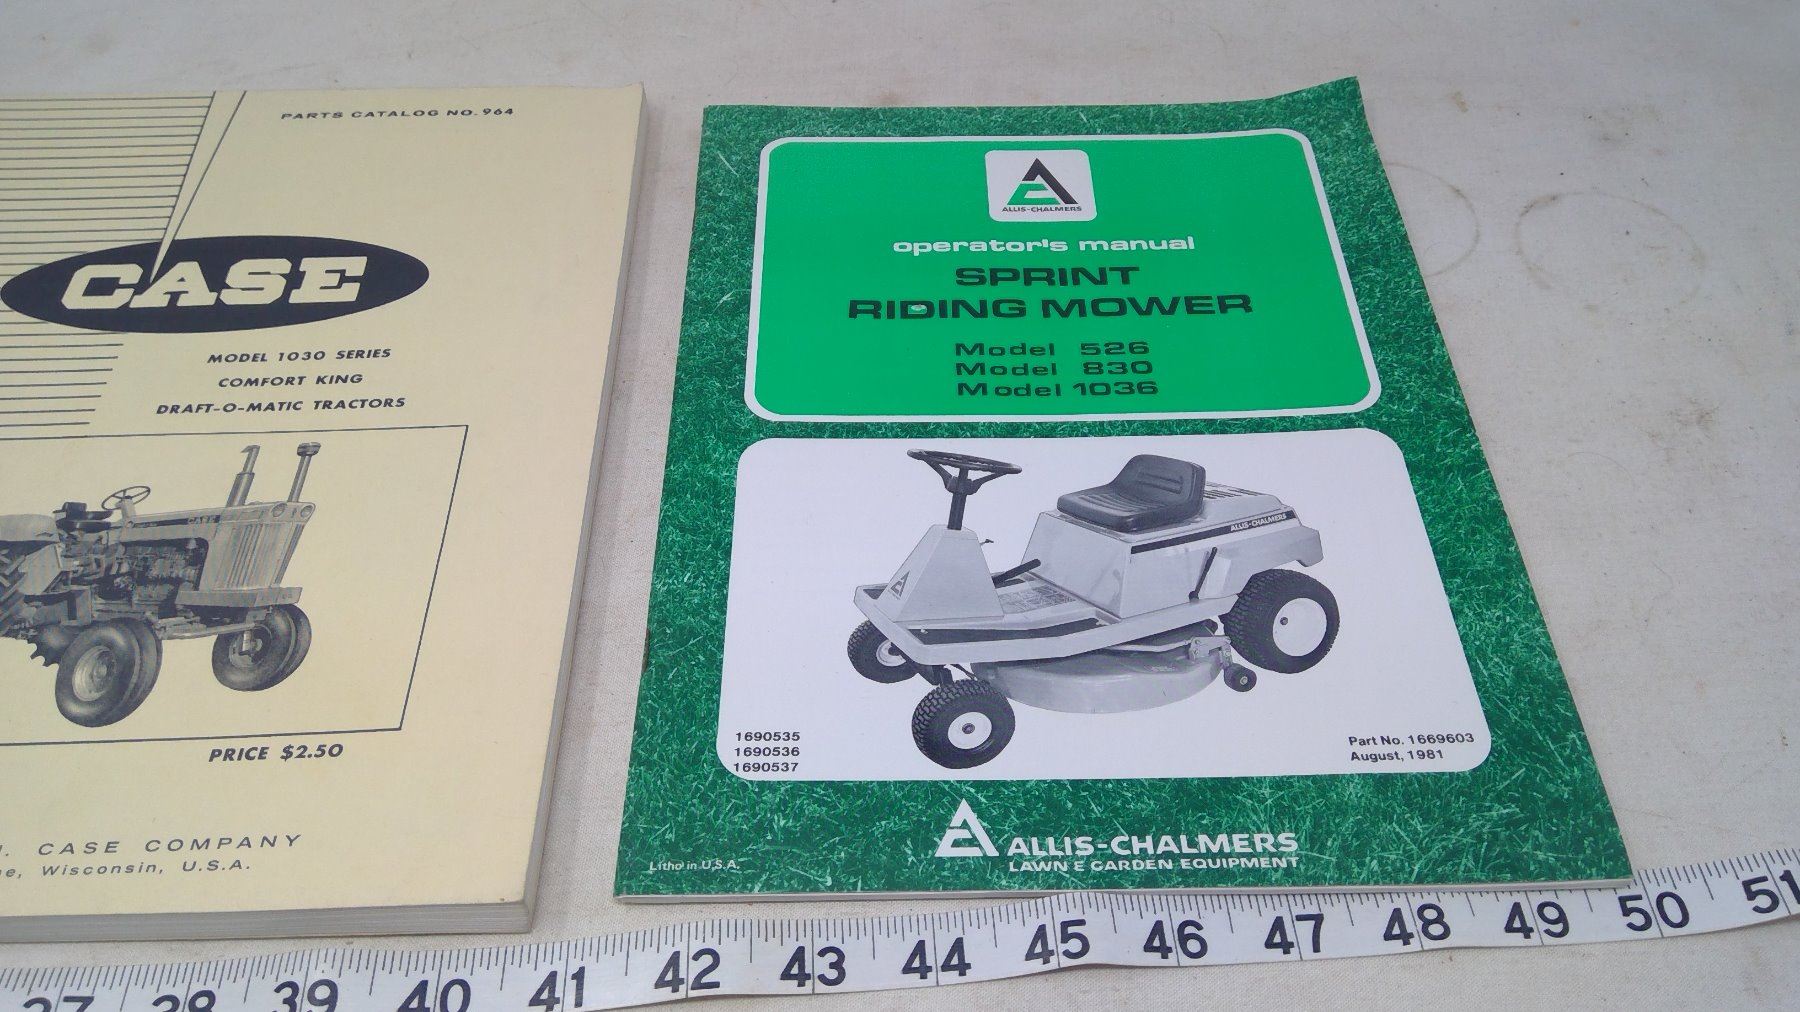 PARTS CATALOG NO. 964
CASE
MODEL 1030 SERIES
COMFORT KING
DRAFT-O-MATIC TRACTORS
CASE
PRICE $2.50
CASE COMPANY
Wisconsin, U.S.A.
ALLIS-CHALMERS
operator's manual
SPRINT
RIDING MOWER
Model 526
Model 830
Model 1036
ALLIS-CHALMERS
1690535
1690536
1690537
Part No. 1669603
August, 1981
ALLIS-CHALMERS
LAWN & GARDEN EQUIPMENT
Litho in U.S.A.
37 38 39 40 41 42 43 44 45 46 47 48 49 50 51